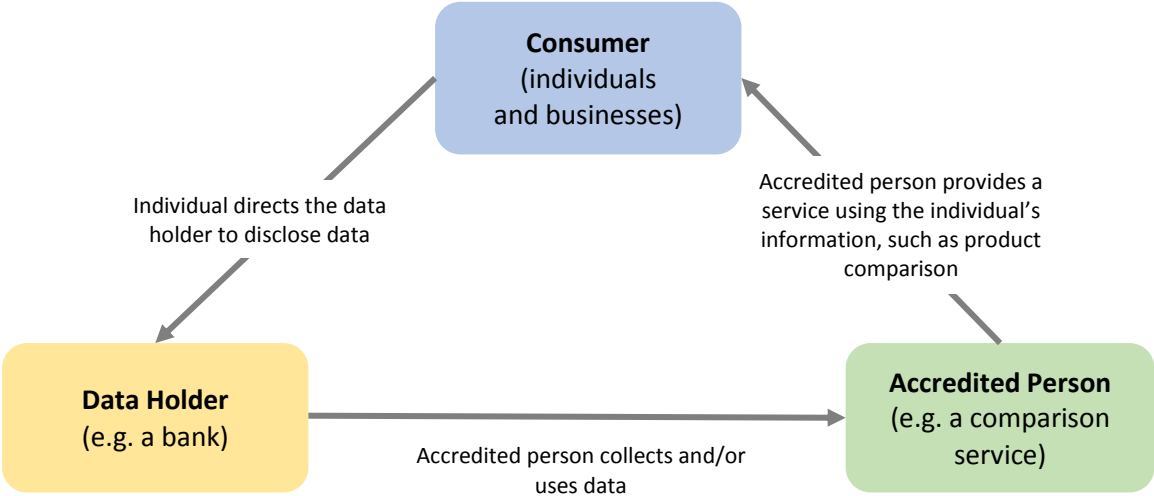 Consumer
(individuals
and businesses)
Individual directs the data
holder to disclose data
Accredited person provides a
service using the individual’s
information, such as product
comparison
Data Holder
(e.g. a bank)
Accredited person collects and/or
uses data
Accredited Person
(e.g. a comparison
service)